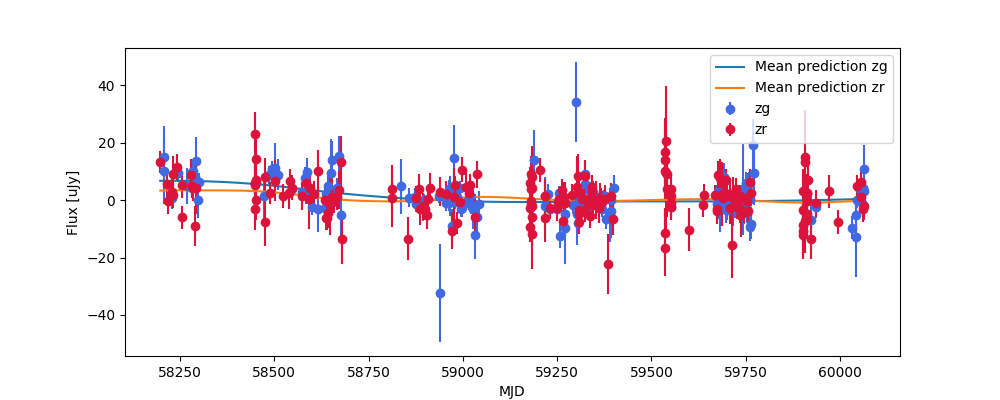 Mean prediction zg
Mean prediction zr
zg
zr
40
20
0
−20
−40
Flux [uJy]
58250
58500
58750
59000
59250
59500
59750
60000
MJD